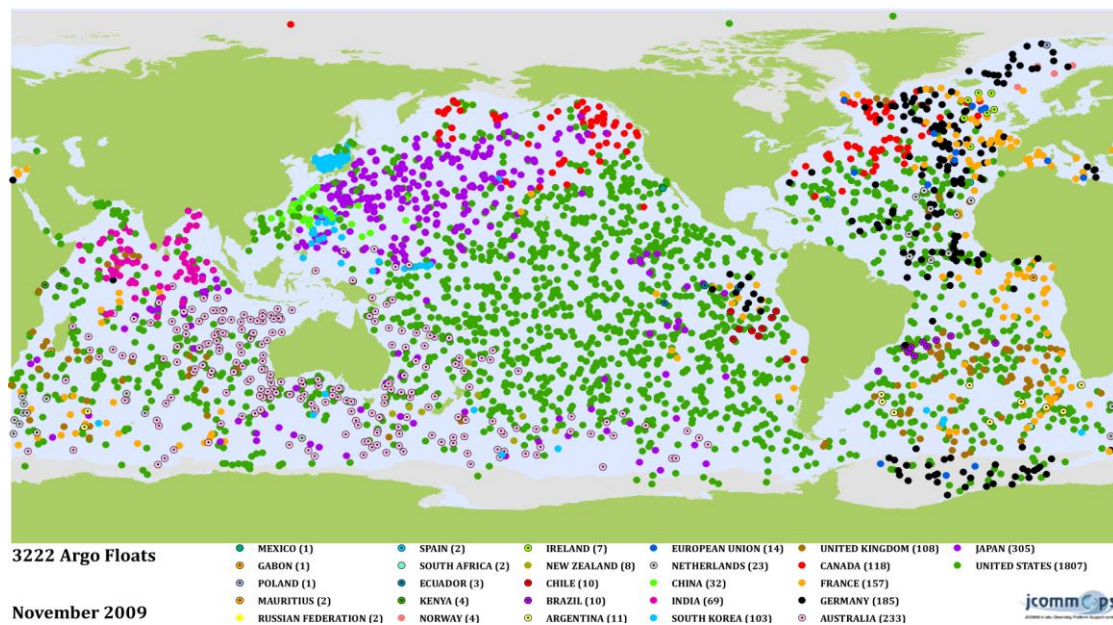 3222 Argo Floats
November 2009
MEXICO (1)
GABON (1)
POLAND (1)
MAURITIUS (2)
RUSSIAN FEDERATION (2)
SPAIN (2)
SOUTH AFRICA (2)
ECUADOR (3)
KENYA (4)
NORWAY (4)
IRELAND (7)
NEW ZEALAND (8)
CHILE (10)
BRAZIL (10)
ARGENTINA (11)
EUROPEAN UNION (14)
NETHERLANDS (23)
CHINA (32)
INDIA (69)
SOUTH KOREA (103)
UNITED KINGDOM (108)
CANADA (118)
FRANCE (157)
GERMANY (185)
AUSTRALIA (233)
JAPAN (305)
UNITED STATES (1807)
jcommops